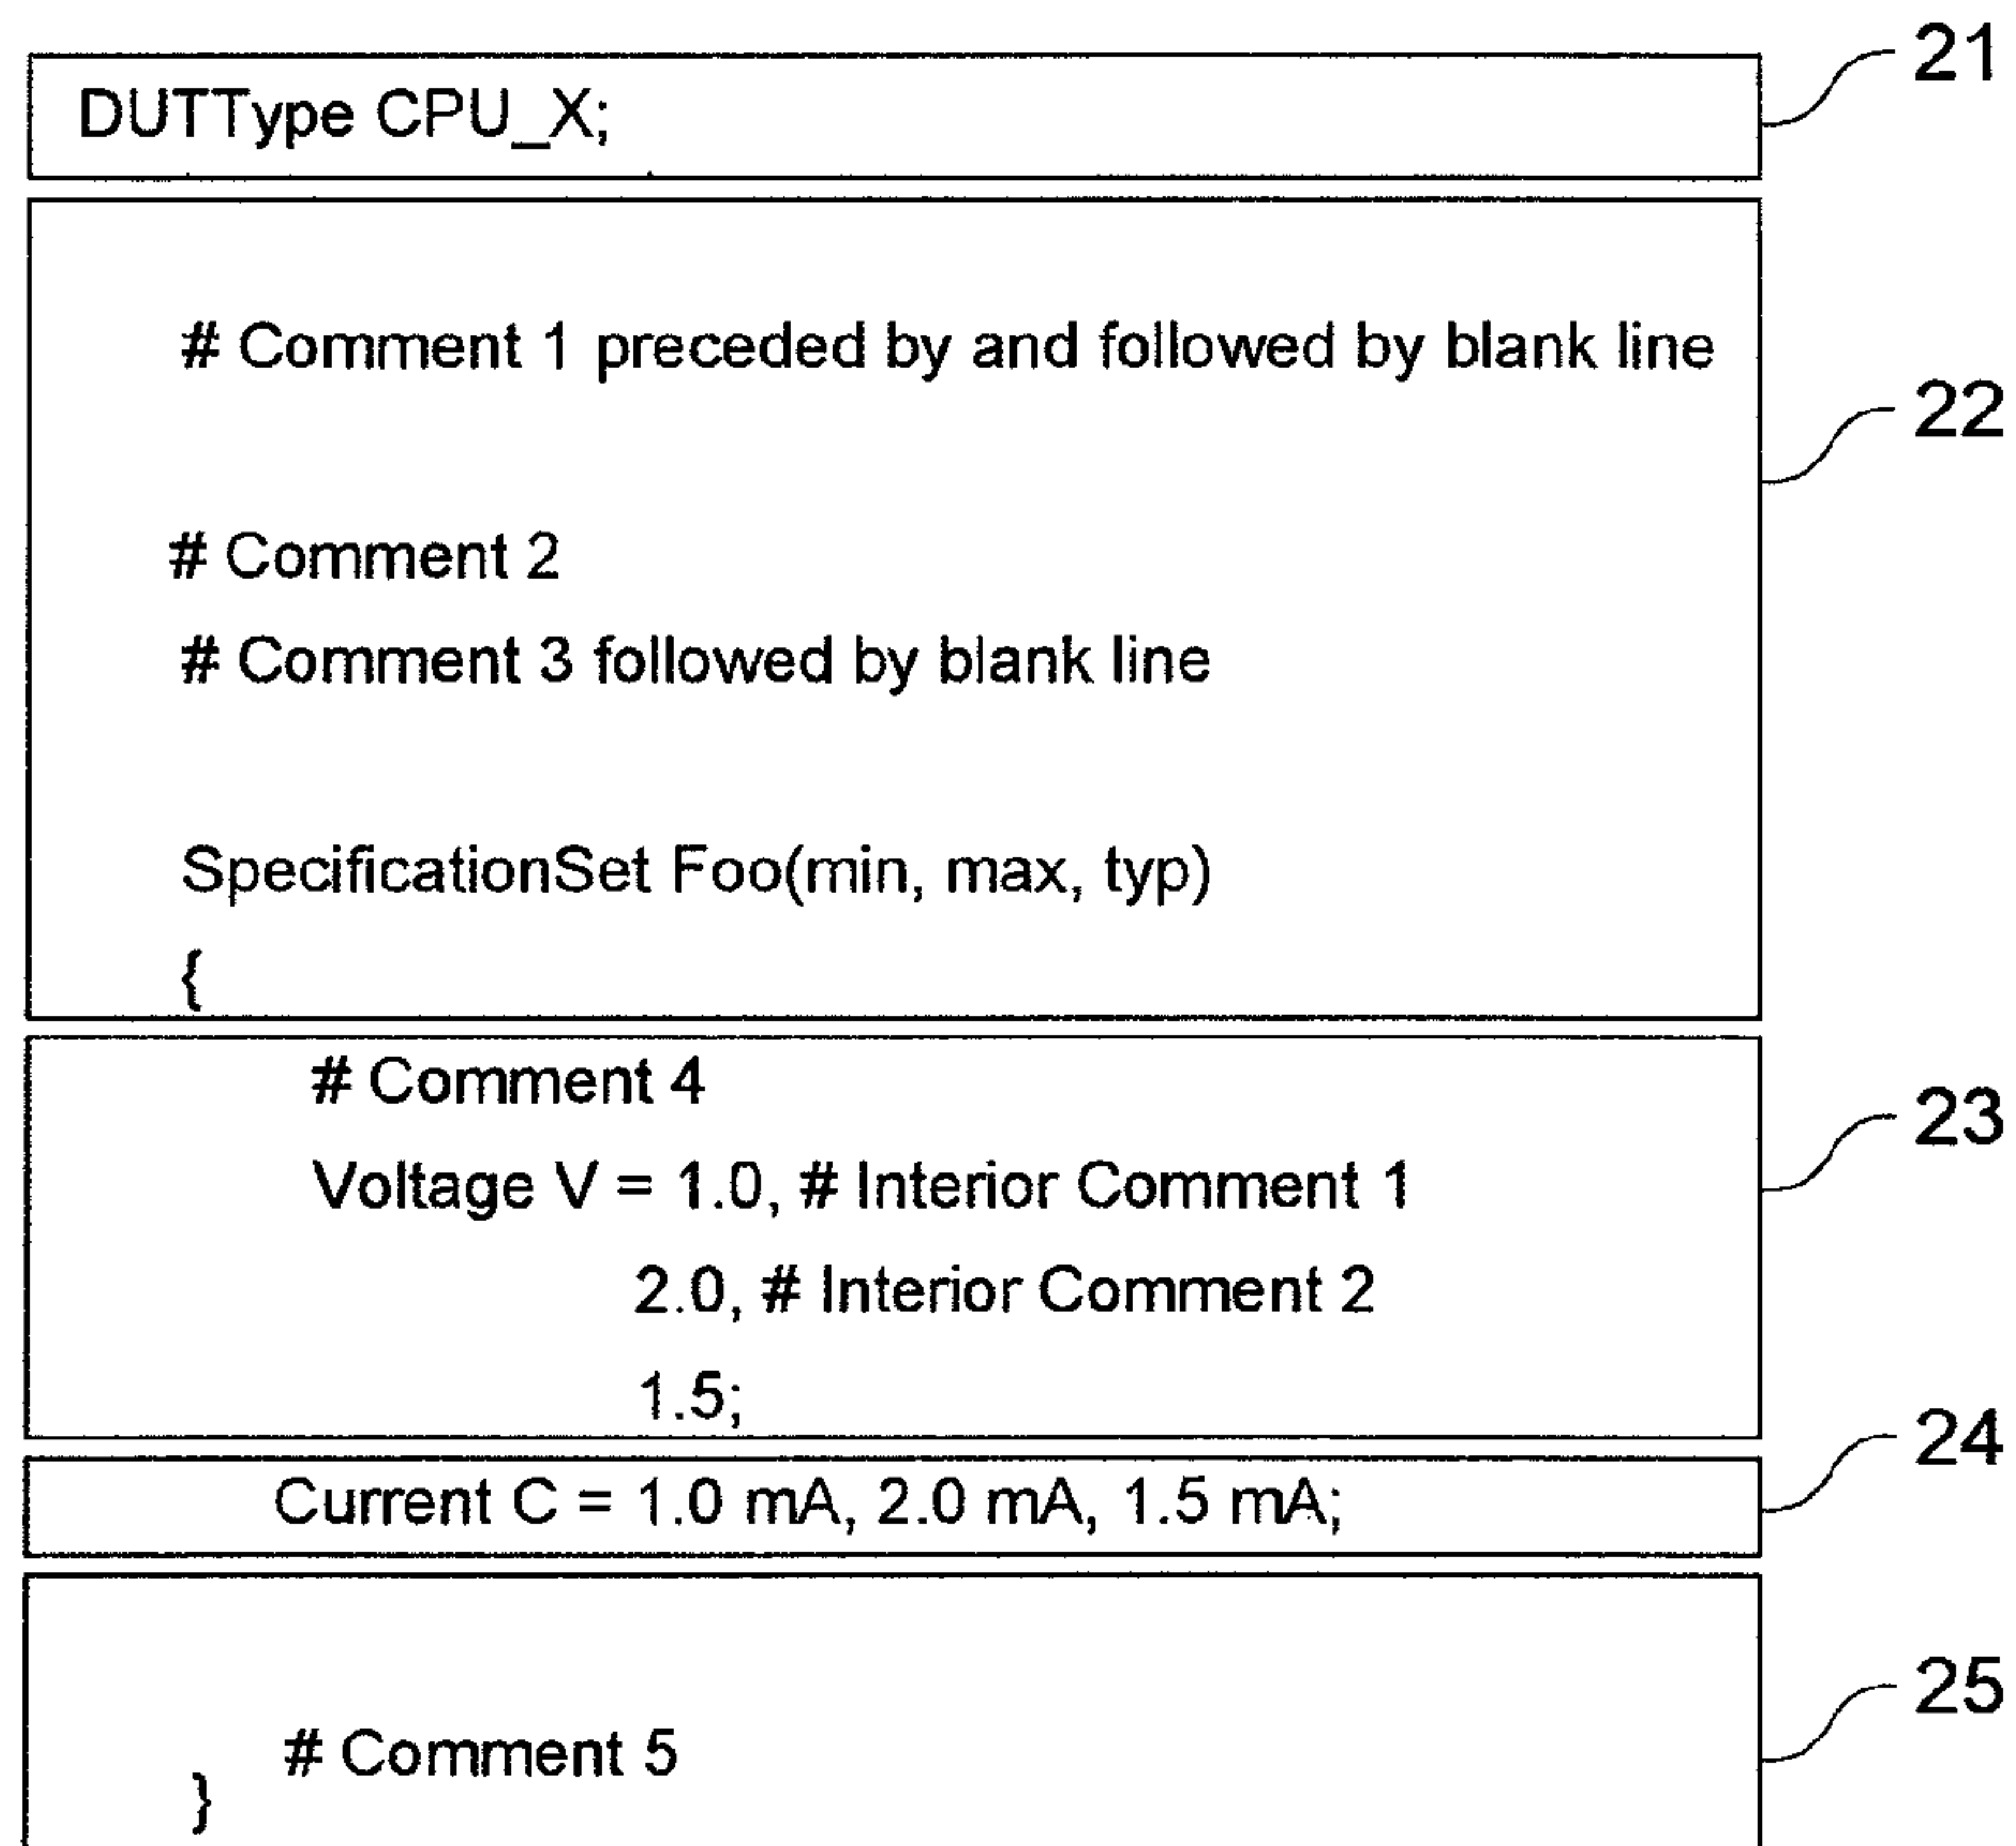 21
DUTType CPU_X;
# Comment 1 preceded by and followed by blank line
22
# Comment 2
# Comment 3 followed by blank line
SpecificationSet Foo(min, max, typ)
{
# Comment 4
23
Voltage V = 1.0, # Interior Comment 1
2.0, # Interior Comment 2
1.5;
24
Current C = 1.0 mA, 2.0 mA, 1.5 mA;
25
# Comment 5
}